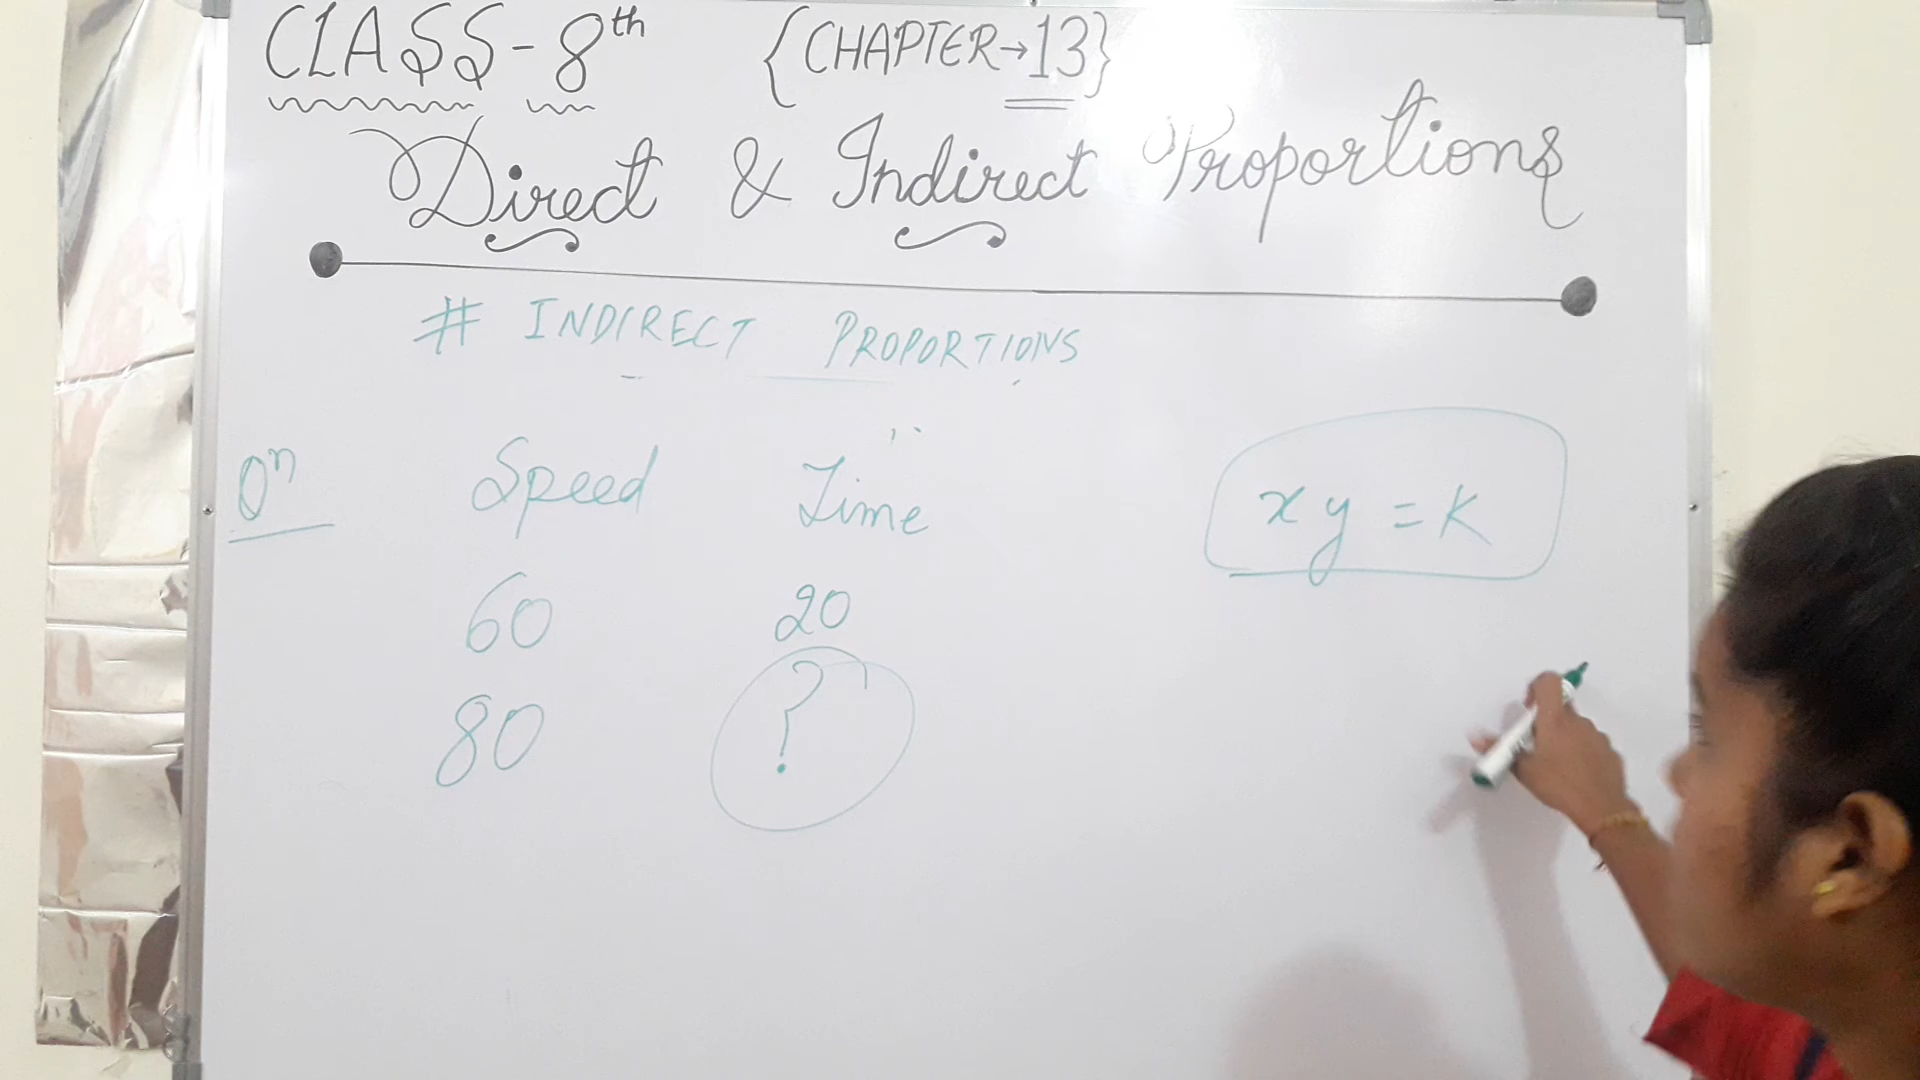 CLASS - 8th {CHAPTER→13}
Direct & Indirect Proportions
# INDIRECT PROPORTIONS
Qn Speed Time
xy = K
60 20
80 ?